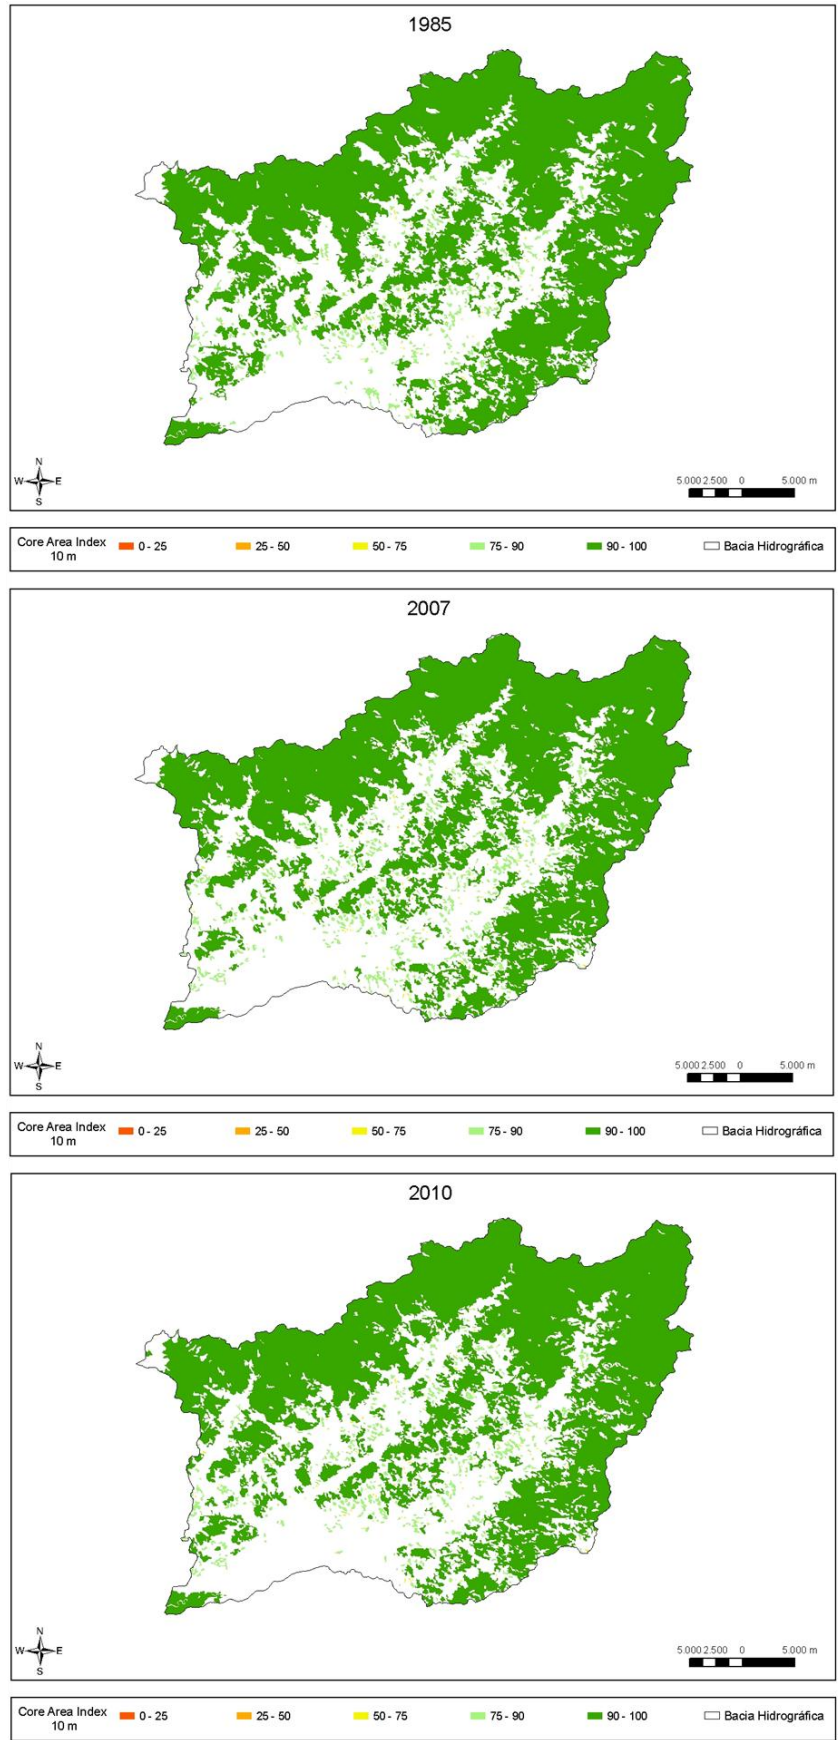 1985
N
W E
S
5.000 2.500 0 5.000 m
Core Area Index
10 m
0 - 25
25 - 50
50 - 75
75 - 90
90 - 100
Bacia Hidrográfica
2007
N
W E
S
5.000 2.500 0 5.000 m
Core Area Index
10 m
0 - 25
25 - 50
50 - 75
75 - 90
90 - 100
Bacia Hidrográfica
2010
N
W E
S
5.000 2.500 0 5.000 m
Core Area Index
10 m
0 - 25
25 - 50
50 - 75
75 - 90
90 - 100
Bacia Hidrográfica